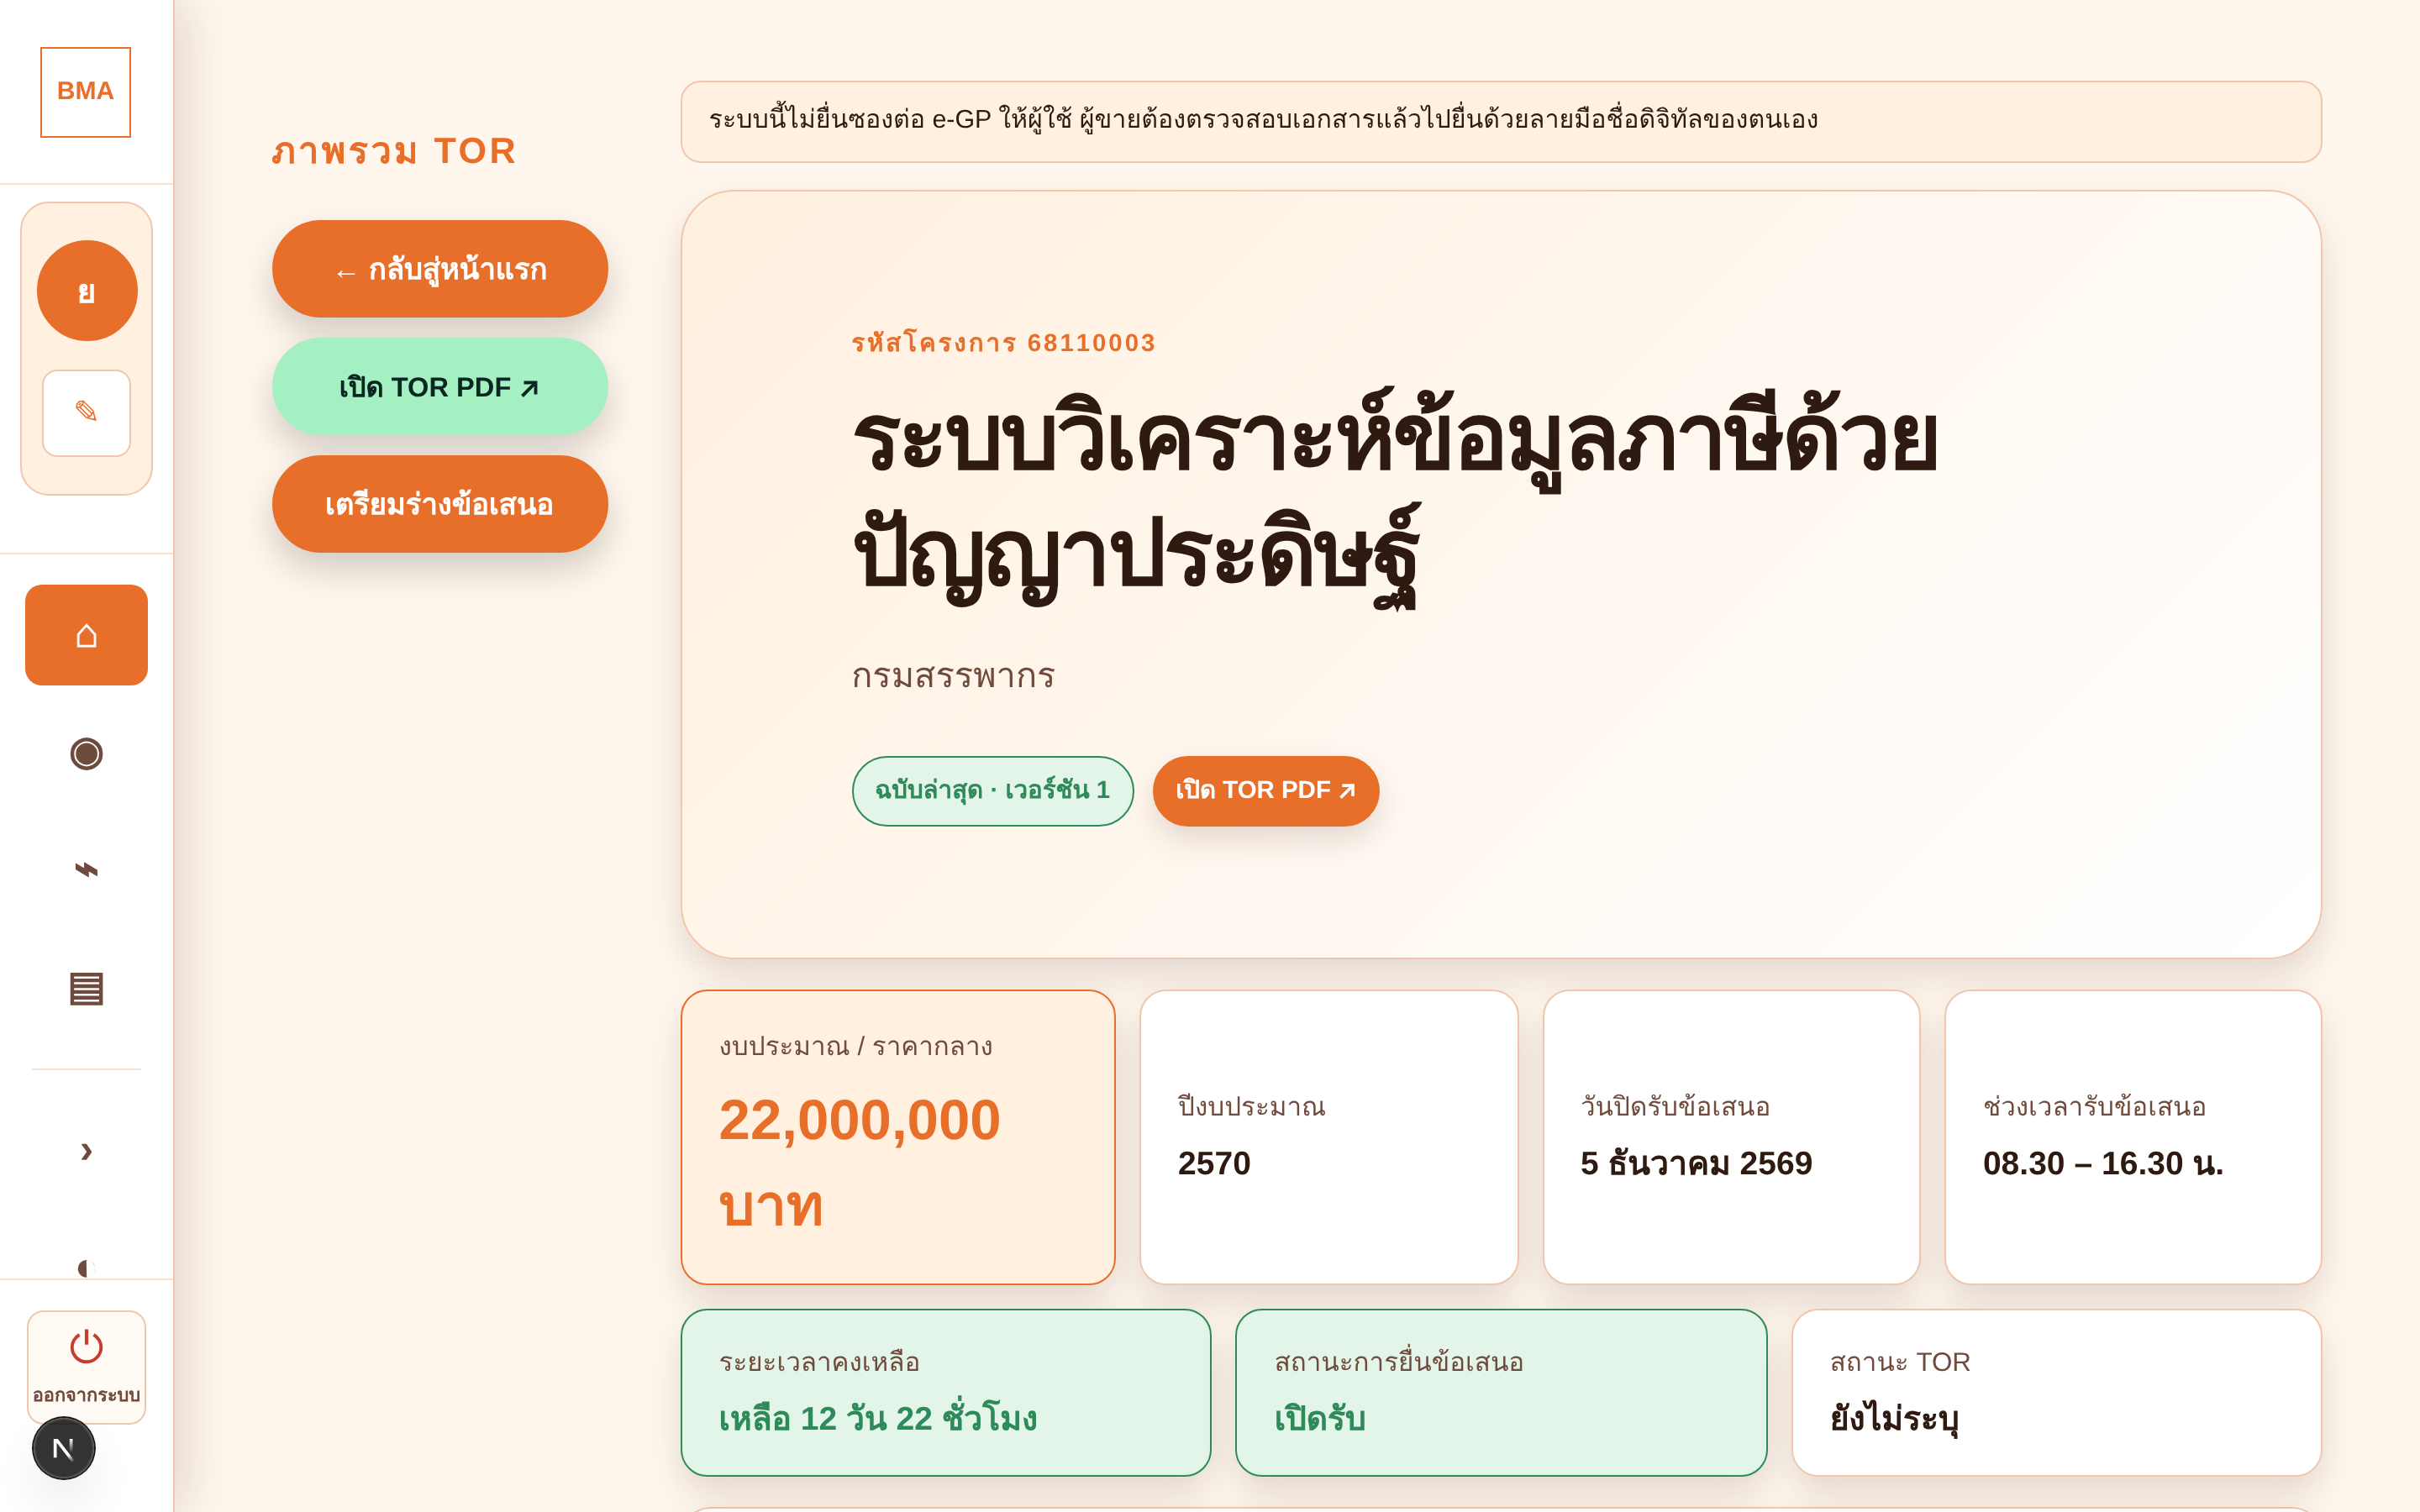 BMA
ย
ออกจากระบบ
N
ภาพรวม TOR
← กลับสู่หน้าแรก
เปิด TOR PDF ↗
เตรียมร่างข้อเสนอ
ระบบนี้ไม่ยื่นซองต่อ e-GP ให้ผู้ใช้ ผู้ขายต้องตรวจสอบเอกสารแล้วไปยื่นด้วยลายมือชื่อดิจิทัลของตนเอง
รหัสโครงการ 68110003
ระบบวิเคราะห์ข้อมูลภาษีด้วย
ปัญญาประดิษฐ์
กรมสรรพากร
ฉบับล่าสุด · เวอร์ชัน 1
เปิด TOR PDF ↗
งบประมาณ / ราคากลาง
22,000,000
บาท
ปีงบประมาณ
2570
วันปิดรับข้อเสนอ
5 ธันวาคม 2569
ช่วงเวลารับข้อเสนอ
08.30 – 16.30 น.
ระยะเวลาคงเหลือ
เหลือ 12 วัน 22 ชั่วโมง
สถานะการยื่นข้อเสนอ
เปิดรับ
สถานะ TOR
ยังไม่ระบุ